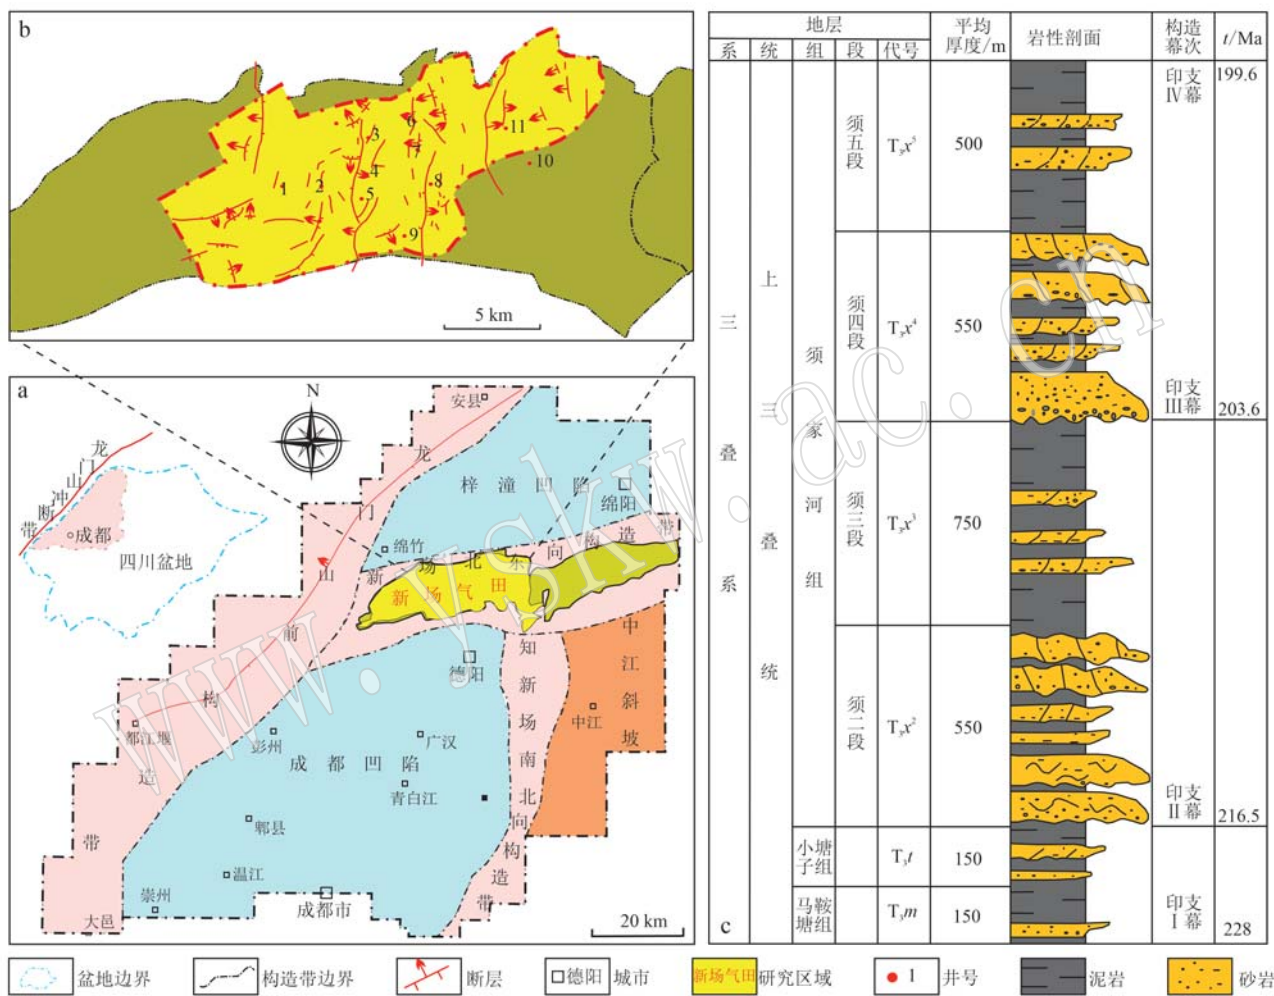 b
1
2
3
4
5
6
7
8
9
10
11
5 km
a
N
龙门山冲断带
成都
四川盆地
安县
龙门山前构造带
梓潼凹陷
绵阳
绵竹
新场北东向构造带
新场气田
德阳
知新场南北向构造带
中江斜坡
中江
都江堰
彭州
广汉
成都凹陷
青白江
郫县
温江
崇州
大邑
成都市
20 km
地层
平均厚度/m
岩性剖面
构造幕次
t/Ma
系
统
组
段
代号
三叠系
上三叠统
须家河组
须五段
T₃x⁵
500
印支Ⅳ幕
199.6
须四段
T₃x⁴
550
印支Ⅲ幕
203.6
须三段
T₃x³
750
须二段
T₃x²
550
印支Ⅱ幕
216.5
小塘子组
T₃t
150
马鞍塘组
T₃m
150
印支Ⅰ幕
228
c
www.yskw.ac.cn
盆地边界
构造带边界
断层
德阳 城市
新场气田 研究区域
1 井号
泥岩
砂岩